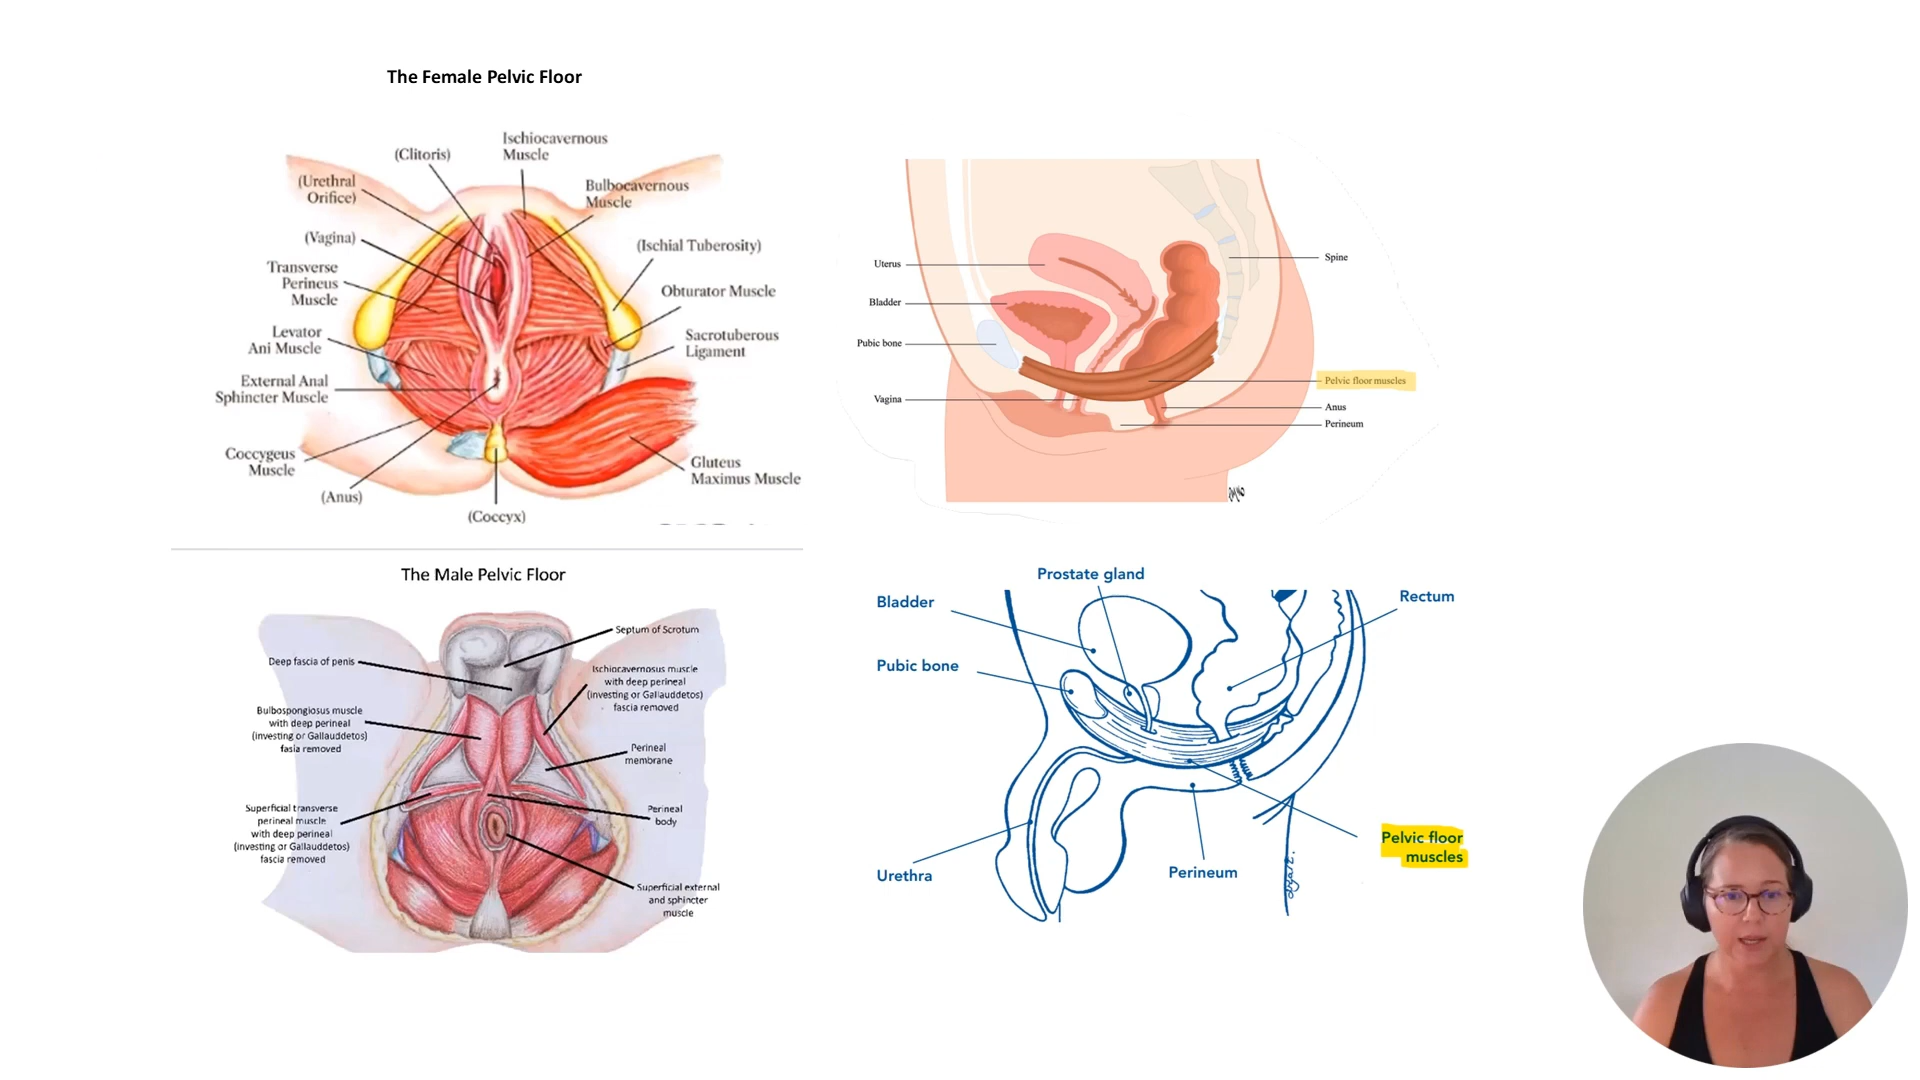 The Female Pelvic Floor
(Clitoris)
Ischiocavernous
Muscle
(Urethral
Orifice)
Bulbocavernous
Muscle
(Vagina)
(Ischial Tuberosity)
Transverse
Perineus
Muscle
Obturator Muscle
Levator
Ani Muscle
Sacrotuberous
Ligament
External Anal
Sphincter Muscle
Coccygeus
Muscle
Gluteus
Maximus Muscle
(Anus)
(Coccyx)
Uterus
Spine
Bladder
Pubic bone
Pelvic floor muscles
Vagina
Anus
Perineum
The Male Pelvic Floor
Septum of Scrotum
Deep fascia of penis
Ischiocavernosus muscle
with deep perineal
(investing or Gallauddetos)
fascia removed
Bulbospongiosus muscle
with deep perineal
(investing or Gallauddetos)
fasia removed
Perineal
membrane
Superficial transverse
perineal muscle
with deep perineal
(investing or Gallauddetos)
fascia removed
Perineal
body
Superficial external
and sphincter
muscle
Prostate gland
Bladder
Rectum
Pubic bone
Pelvic floor
muscles
Urethra
Perineum